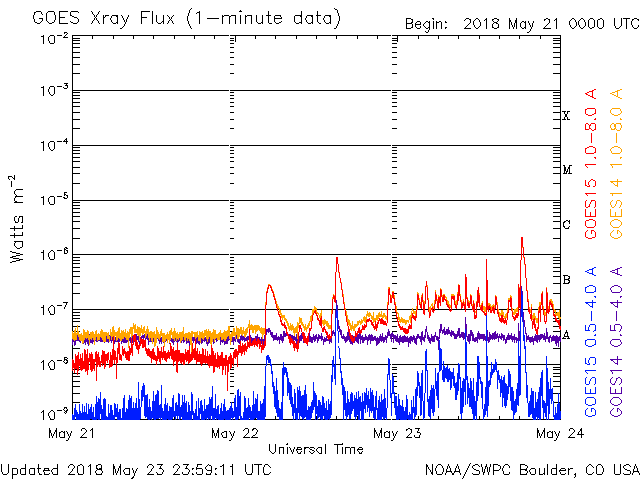 GOES Xray Flux (1-minute data)
Begin: 2018 May 21 0000 UTC
10⁻²
10⁻³
10⁻⁴
10⁻⁵
10⁻⁶
10⁻⁷
10⁻⁸
10⁻⁹
Watts m⁻²
X
M
C
B
A
GOES15 1.0-8.0 A
GOES14 1.0-8.0 A
GOES15 0.5-4.0 A
GOES14 0.5-4.0 A
May 21
May 22
May 23
May 24
Universal Time
Updated 2018 May 23 23:59:11 UTC
NOAA/SWPC Boulder, CO USA